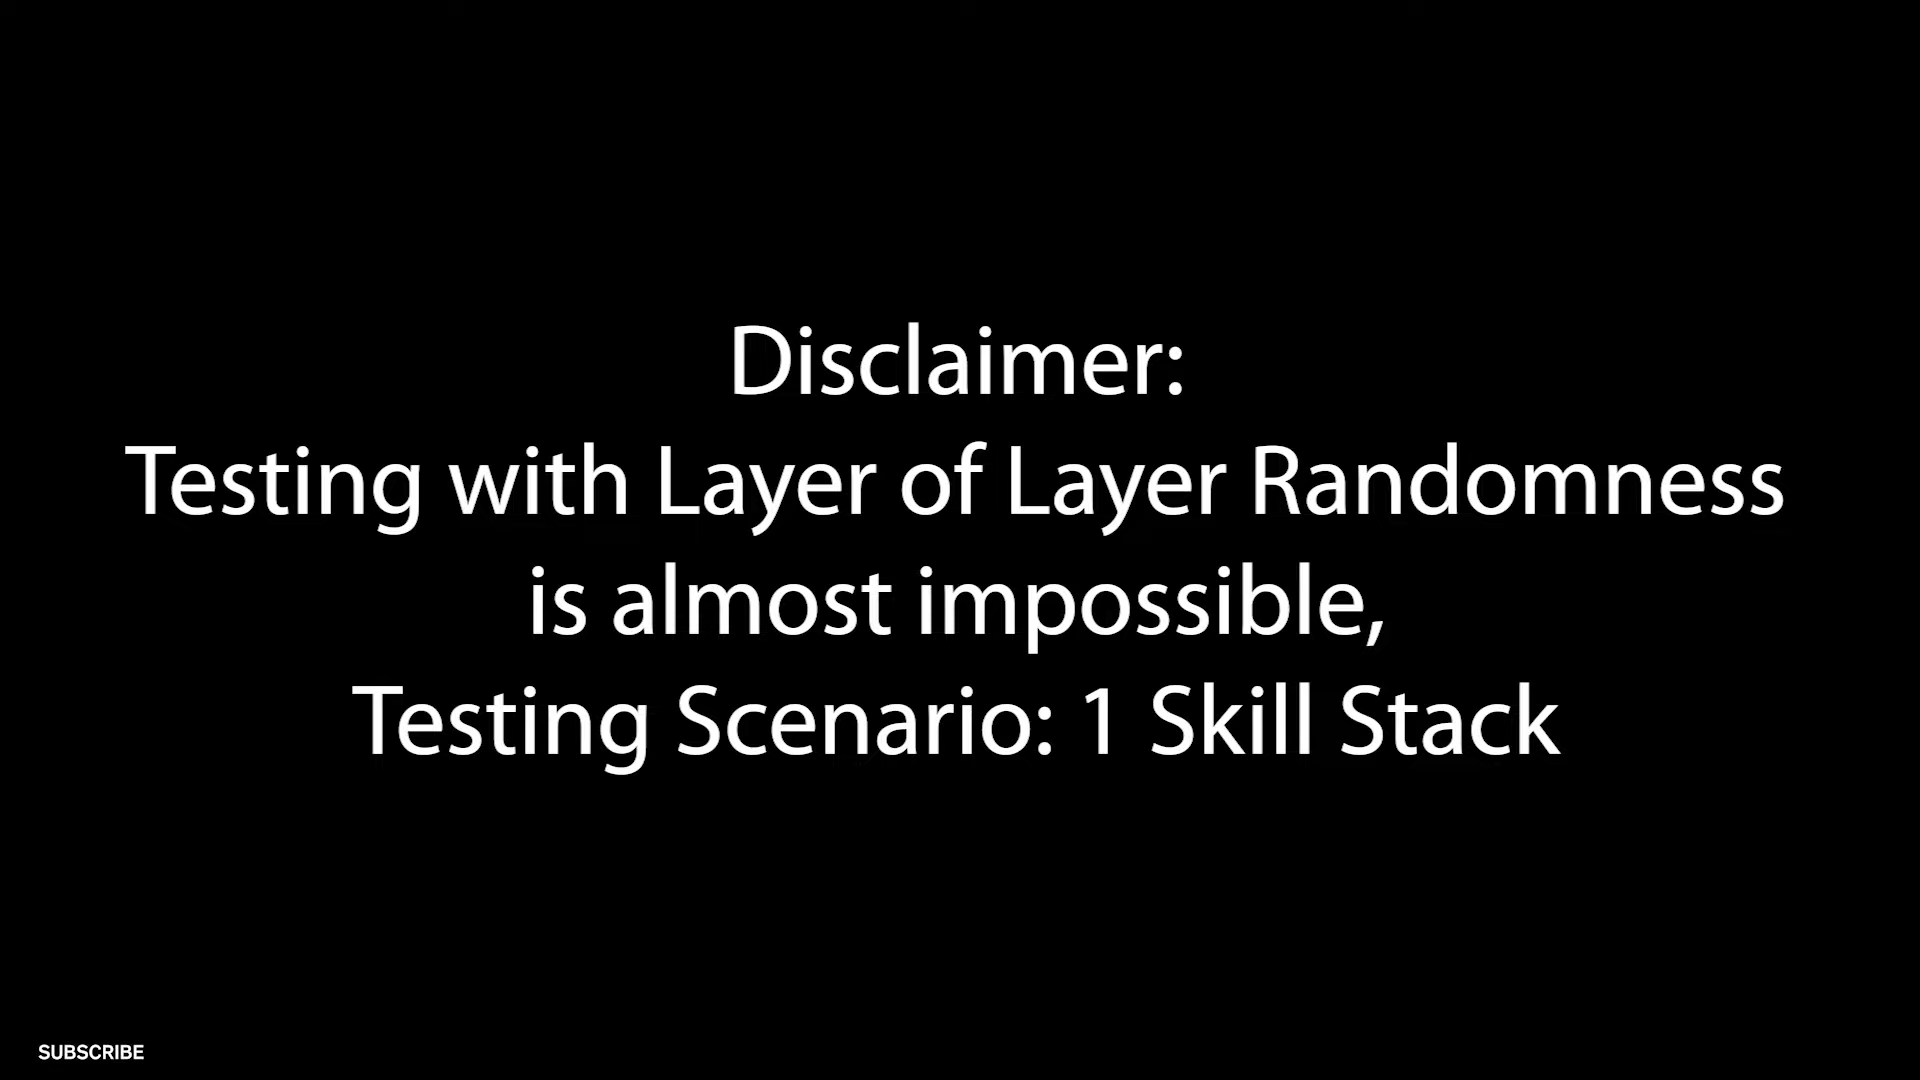 Disclaimer:
Testing with Layer of Layer Randomness
is almost impossible,
Testing Scenario: 1 Skill Stack
SUBSCRIBE